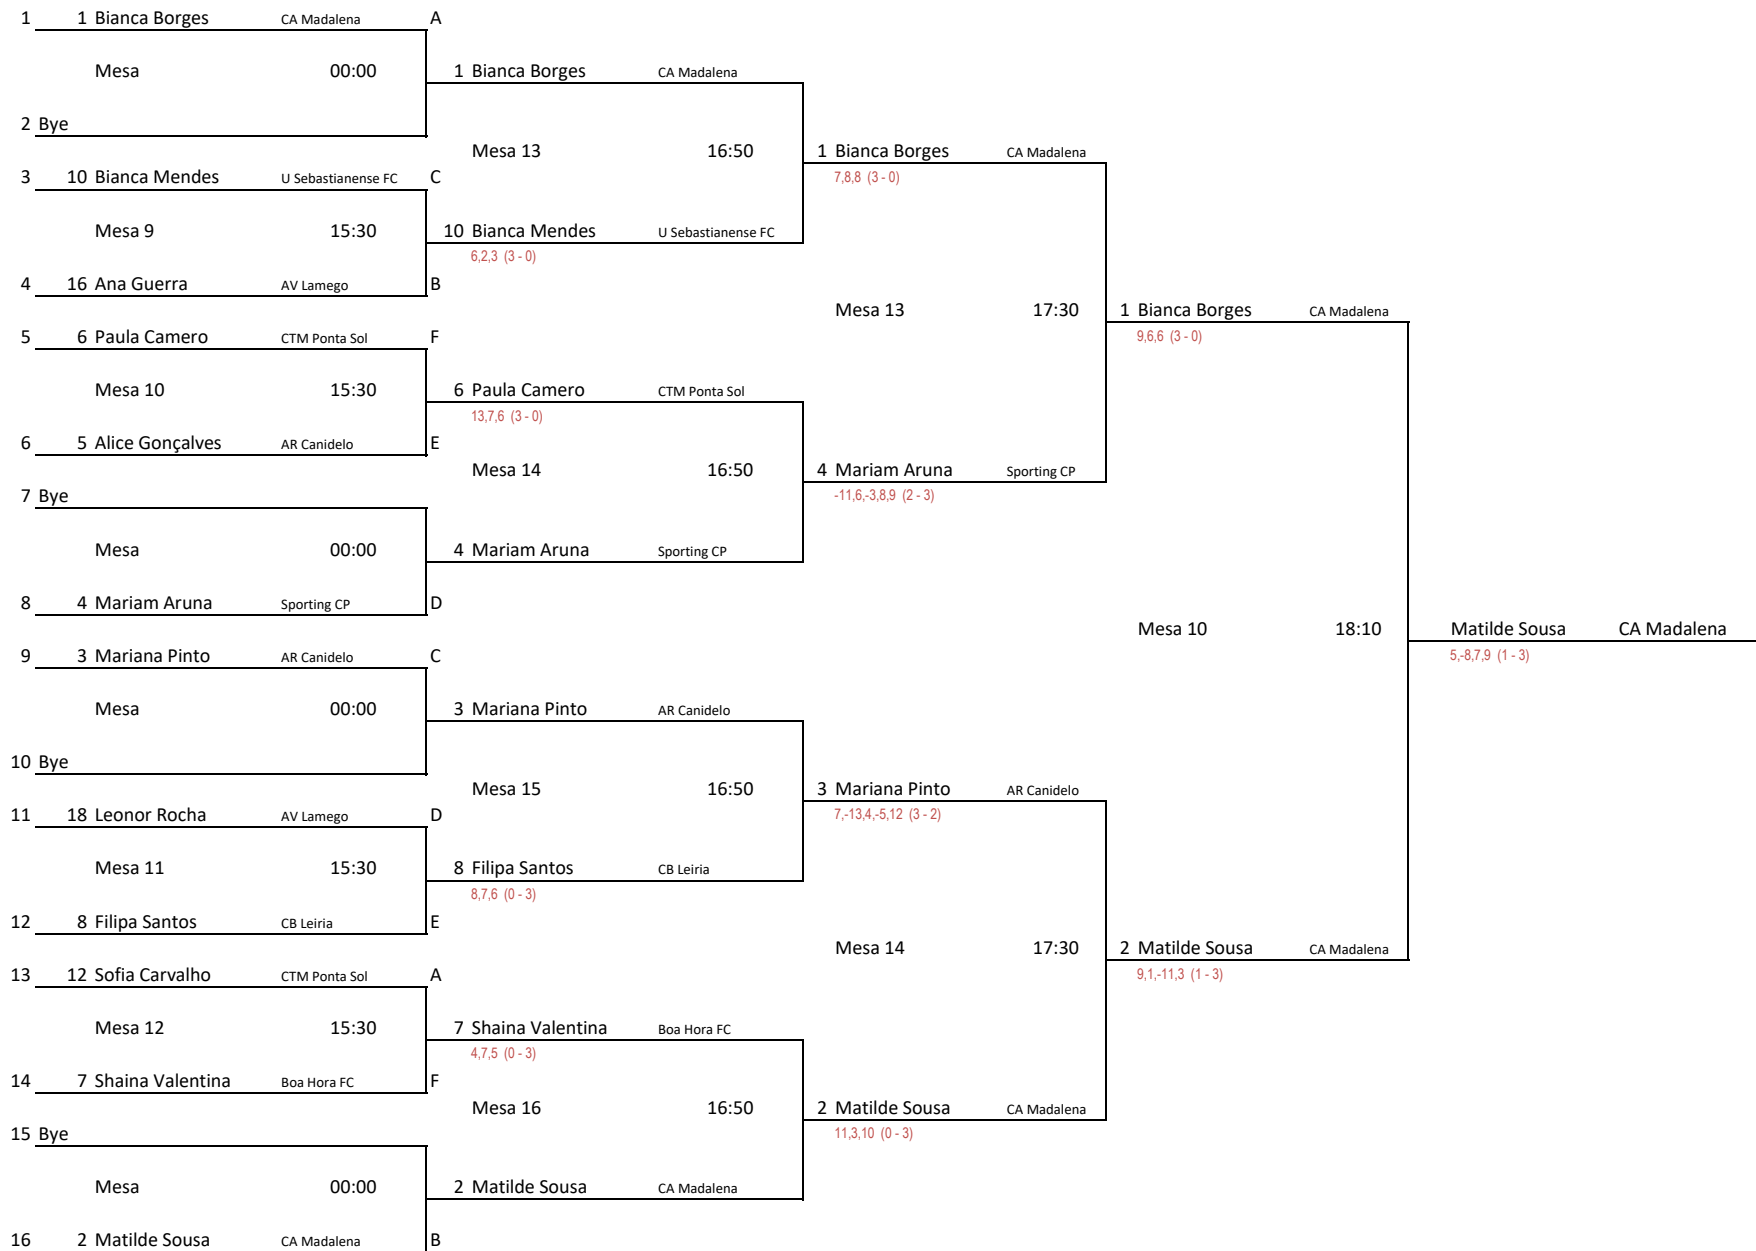 1 1 Bianca Borges CA Madalena A
Mesa 00:00 1 Bianca Borges CA Madalena
2 Bye
Mesa 13 16:50 1 Bianca Borges CA Madalena
3 10 Bianca Mendes U Sebastianense FC C 7,8,8 (3 - 0)
Mesa 9 15:30 10 Bianca Mendes U Sebastianense FC
6,2,3 (3 - 0)
4 16 Ana Guerra AV Lamego B
Mesa 13 17:30 1 Bianca Borges CA Madalena
5 6 Paula Camero CTM Ponta Sol F 9,6,6 (3 - 0)
Mesa 10 15:30 6 Paula Camero CTM Ponta Sol
13,7,6 (3 - 0)
6 5 Alice Gonçalves AR Canidelo E
Mesa 14 16:50 4 Mariam Aruna Sporting CP
7 Bye -11,6,-3,8,9 (2 - 3)
Mesa 00:00 4 Mariam Aruna Sporting CP
8 4 Mariam Aruna Sporting CP D
Mesa 10 18:10 Matilde Sousa CA Madalena
9 3 Mariana Pinto AR Canidelo C 5,-8,7,9 (1 - 3)
Mesa 00:00 3 Mariana Pinto AR Canidelo
10 Bye
Mesa 15 16:50 3 Mariana Pinto AR Canidelo
11 18 Leonor Rocha AV Lamego D 7,-13,4,-5,12 (3 - 2)
Mesa 11 15:30 8 Filipa Santos CB Leiria
8,7,6 (0 - 3)
12 8 Filipa Santos CB Leiria E
Mesa 14 17:30 2 Matilde Sousa CA Madalena
13 12 Sofia Carvalho CTM Ponta Sol A 9,1,-11,3 (1 - 3)
Mesa 12 15:30 7 Shaina Valentina Boa Hora FC
4,7,5 (0 - 3)
14 7 Shaina Valentina Boa Hora FC F
Mesa 16 16:50 2 Matilde Sousa CA Madalena
15 Bye 11,3,10 (0 - 3)
Mesa 00:00 2 Matilde Sousa CA Madalena
16 2 Matilde Sousa CA Madalena B